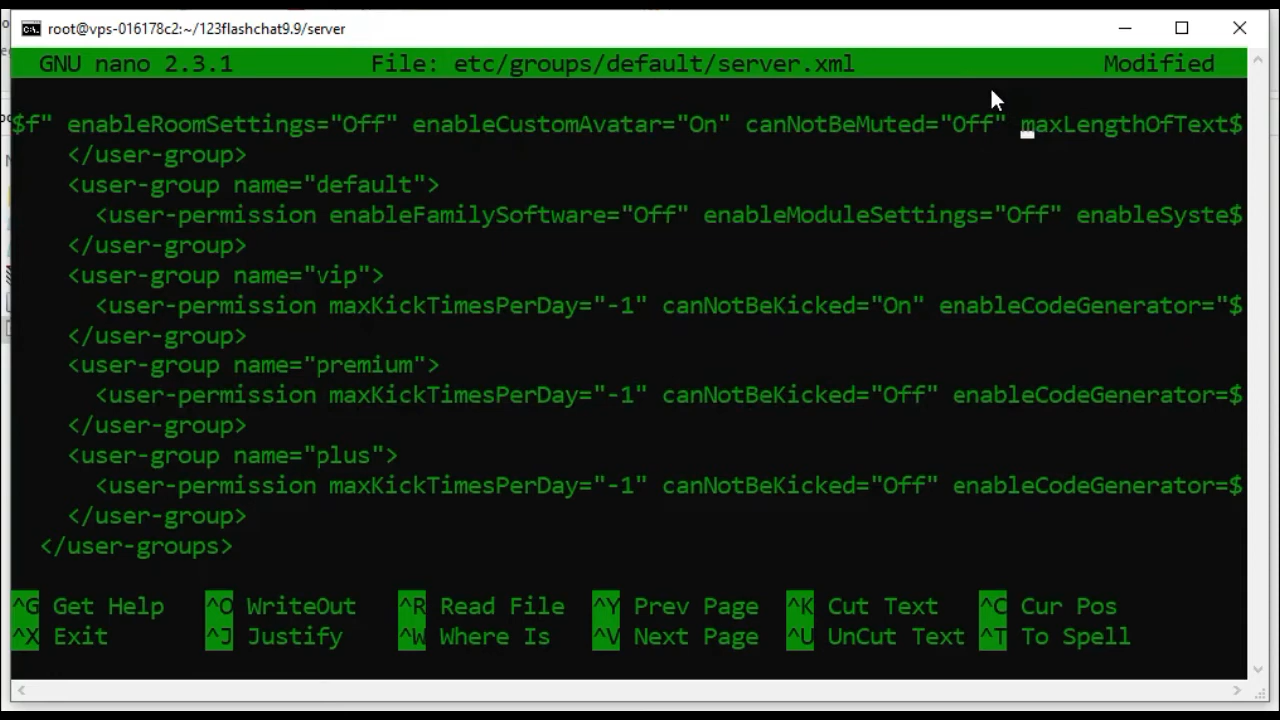 root@vps-016178c2:~/123flashchat9.9/server
GNU nano 2.3.1 File: etc/groups/default/server.xml Modified
$f" enableRoomSettings="Off" enableCustomAvatar="On" canNotBeMuted="Off" maxLengthOfText$
</user-group>
<user-group name="default">
<user-permission enableFamilySoftware="Off" enableModuleSettings="Off" enableSyste$
</user-group>
<user-group name="vip">
<user-permission maxKickTimesPerDay="-1" canNotBeKicked="On" enableCodeGenerator="$
</user-group>
<user-group name="premium">
<user-permission maxKickTimesPerDay="-1" canNotBeKicked="Off" enableCodeGenerator=$
</user-group>
<user-group name="plus">
<user-permission maxKickTimesPerDay="-1" canNotBeKicked="Off" enableCodeGenerator=$
</user-group>
</user-groups>
^G Get Help ^O WriteOut ^R Read File ^Y Prev Page ^K Cut Text ^C Cur Pos
^X Exit ^J Justify ^W Where Is ^V Next Page ^U UnCut Text ^T To Spell